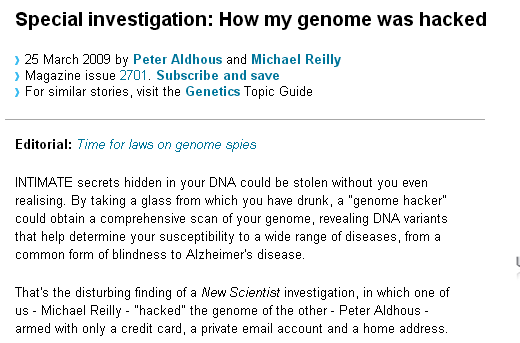 Special investigation: How my genome was hacked
25 March 2009 by Peter Aldhous and Michael Reilly
Magazine issue 2701. Subscribe and save
For similar stories, visit the Genetics Topic Guide
Editorial: Time for laws on genome spies
INTIMATE secrets hidden in your DNA could be stolen without you even
realising. By taking a glass from which you have drunk, a "genome hacker"
could obtain a comprehensive scan of your genome, revealing DNA variants
that help determine your susceptibility to a wide range of diseases, from a
common form of blindness to Alzheimer's disease.
That's the disturbing finding of a New Scientist investigation, in which one of
us - Michael Reilly - "hacked" the genome of the other - Peter Aldhous -
armed with only a credit card, a private email account and a home address.